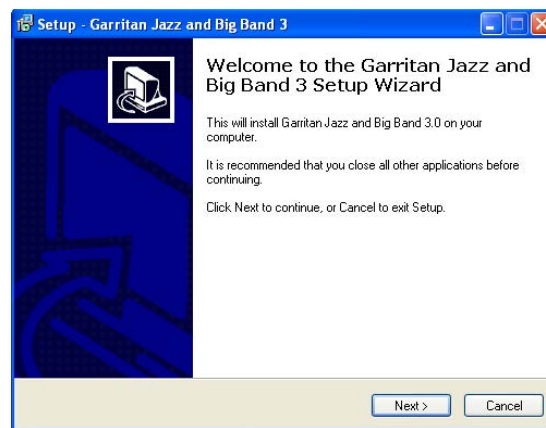 Setup - Garritan Jazz and Big Band 3
Welcome to the Garritan Jazz and
Big Band 3 Setup Wizard
This will install Garritan Jazz and Big Band 3.0 on your
computer.
It is recommended that you close all other applications before
continuing.
Click Next to continue, or Cancel to exit Setup.
Next >
Cancel